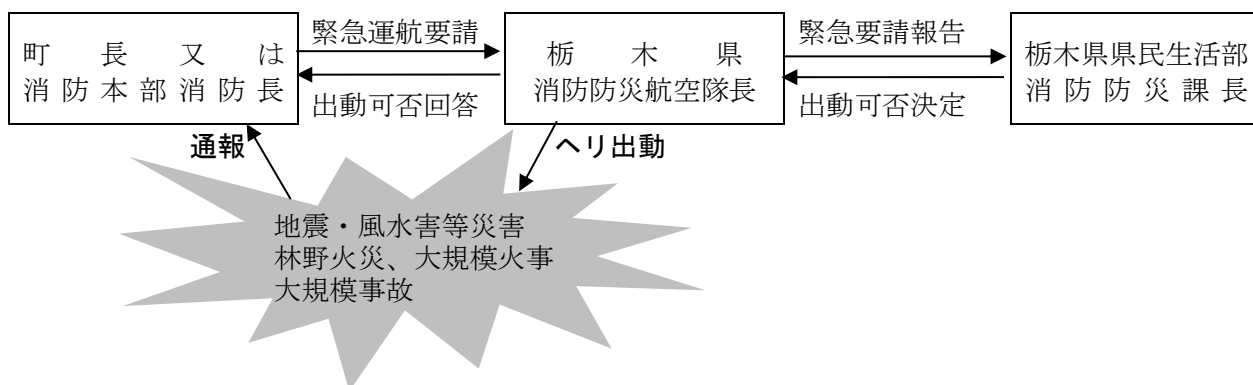 町長又は
消防本部消防長
緊急運航要請
出動可否回答
栃木県
消防防災航空隊長
緊急要請報告
出動可否決定
栃木県県民生活部
消防防災課長
通報
ヘリ出動
地震・風水害等災害
林野火災、大規模火事
大規模事故